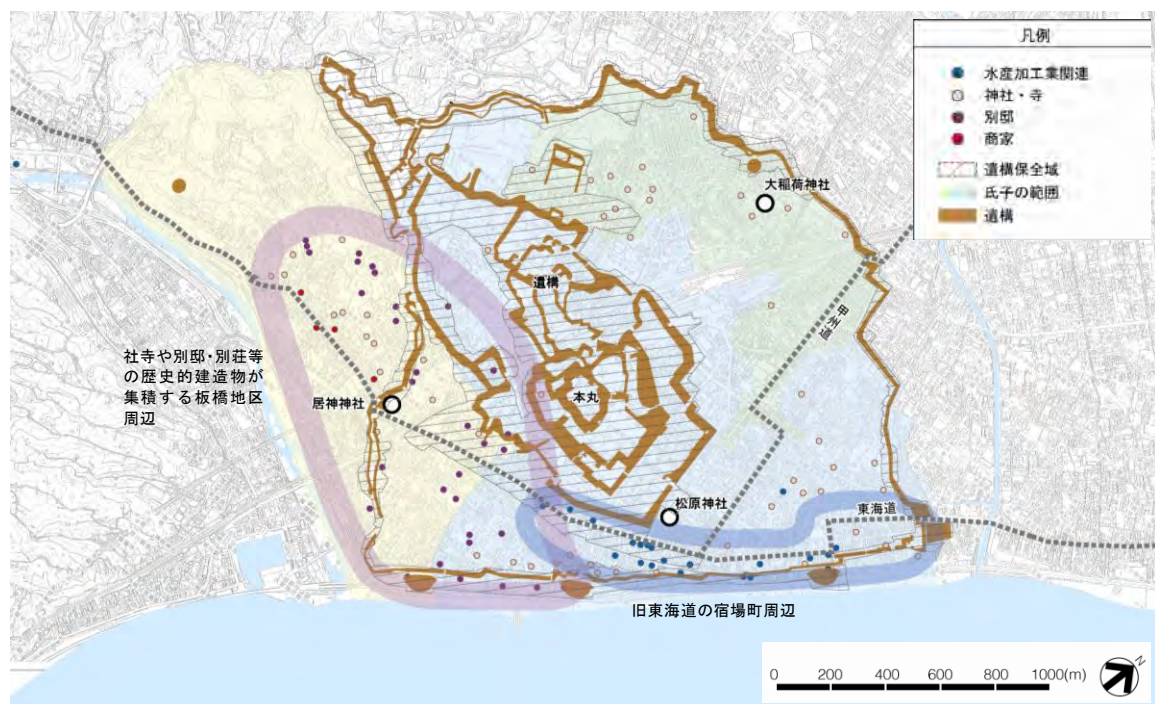 凡例
水産加工業関連
神社・寺
別邸
商家
遺構保全域
氏子の範囲
遺構
大稲荷神社
遺構
甲州道
社寺や別邸・別荘等
の歴史的建造物が
集積する板橋地区
周辺
本丸
居神神社
松原神社
東海道
旧東海道の宿場町周辺
0 200 400 600 800 1000(m)
N